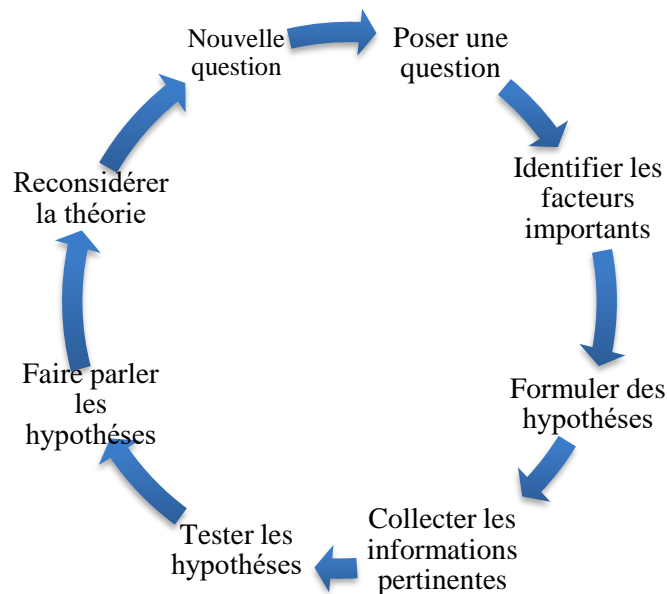 Nouvelle
question
Poser une
question
Identifier les
facteurs
importants
Formuler des
hypothéses
Collecter les
informations
pertinentes
Tester les
hypothéses
Faire parler
les
hypothéses
Reconsidérer
la théorie